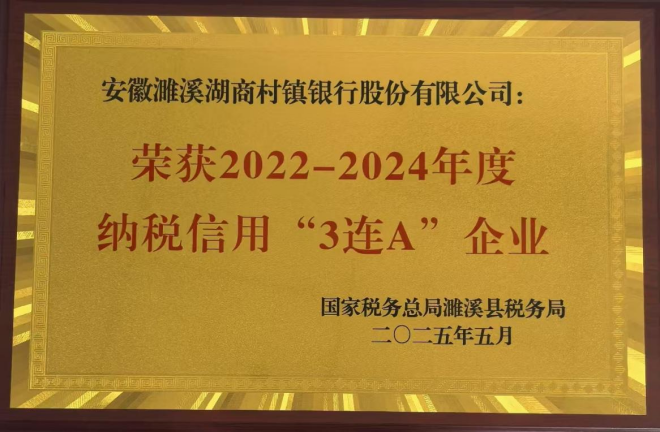 安徽濉溪湖商村镇银行股份有限公司：
荣获2022-2024年度
纳税信用“3连A”企业
国家税务总局濉溪县税务局
二〇二五年五月